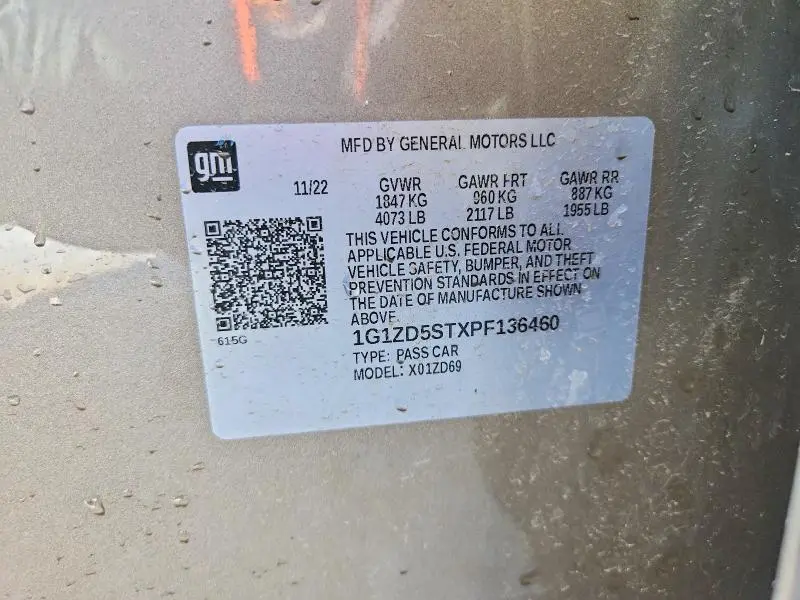 gm
MFD BY GENERAL MOTORS LLC
11/22 GVWR GAWR FRT GAWR RR
1847 KG 960 KG 887 KG
4073 LB 2117 LB 1955 LB
THIS VEHICLE CONFORMS TO ALL
APPLICABLE U.S. FEDERAL MOTOR
VEHICLE SAFETY, BUMPER, AND THEFT
PREVENTION STANDARDS IN EFFECT ON
THE DATE OF MANUFACTURE SHOWN
ABOVE.
1G1ZD5STXPF136460
TYPE: PASS CAR
MODEL: X01ZD69
615G